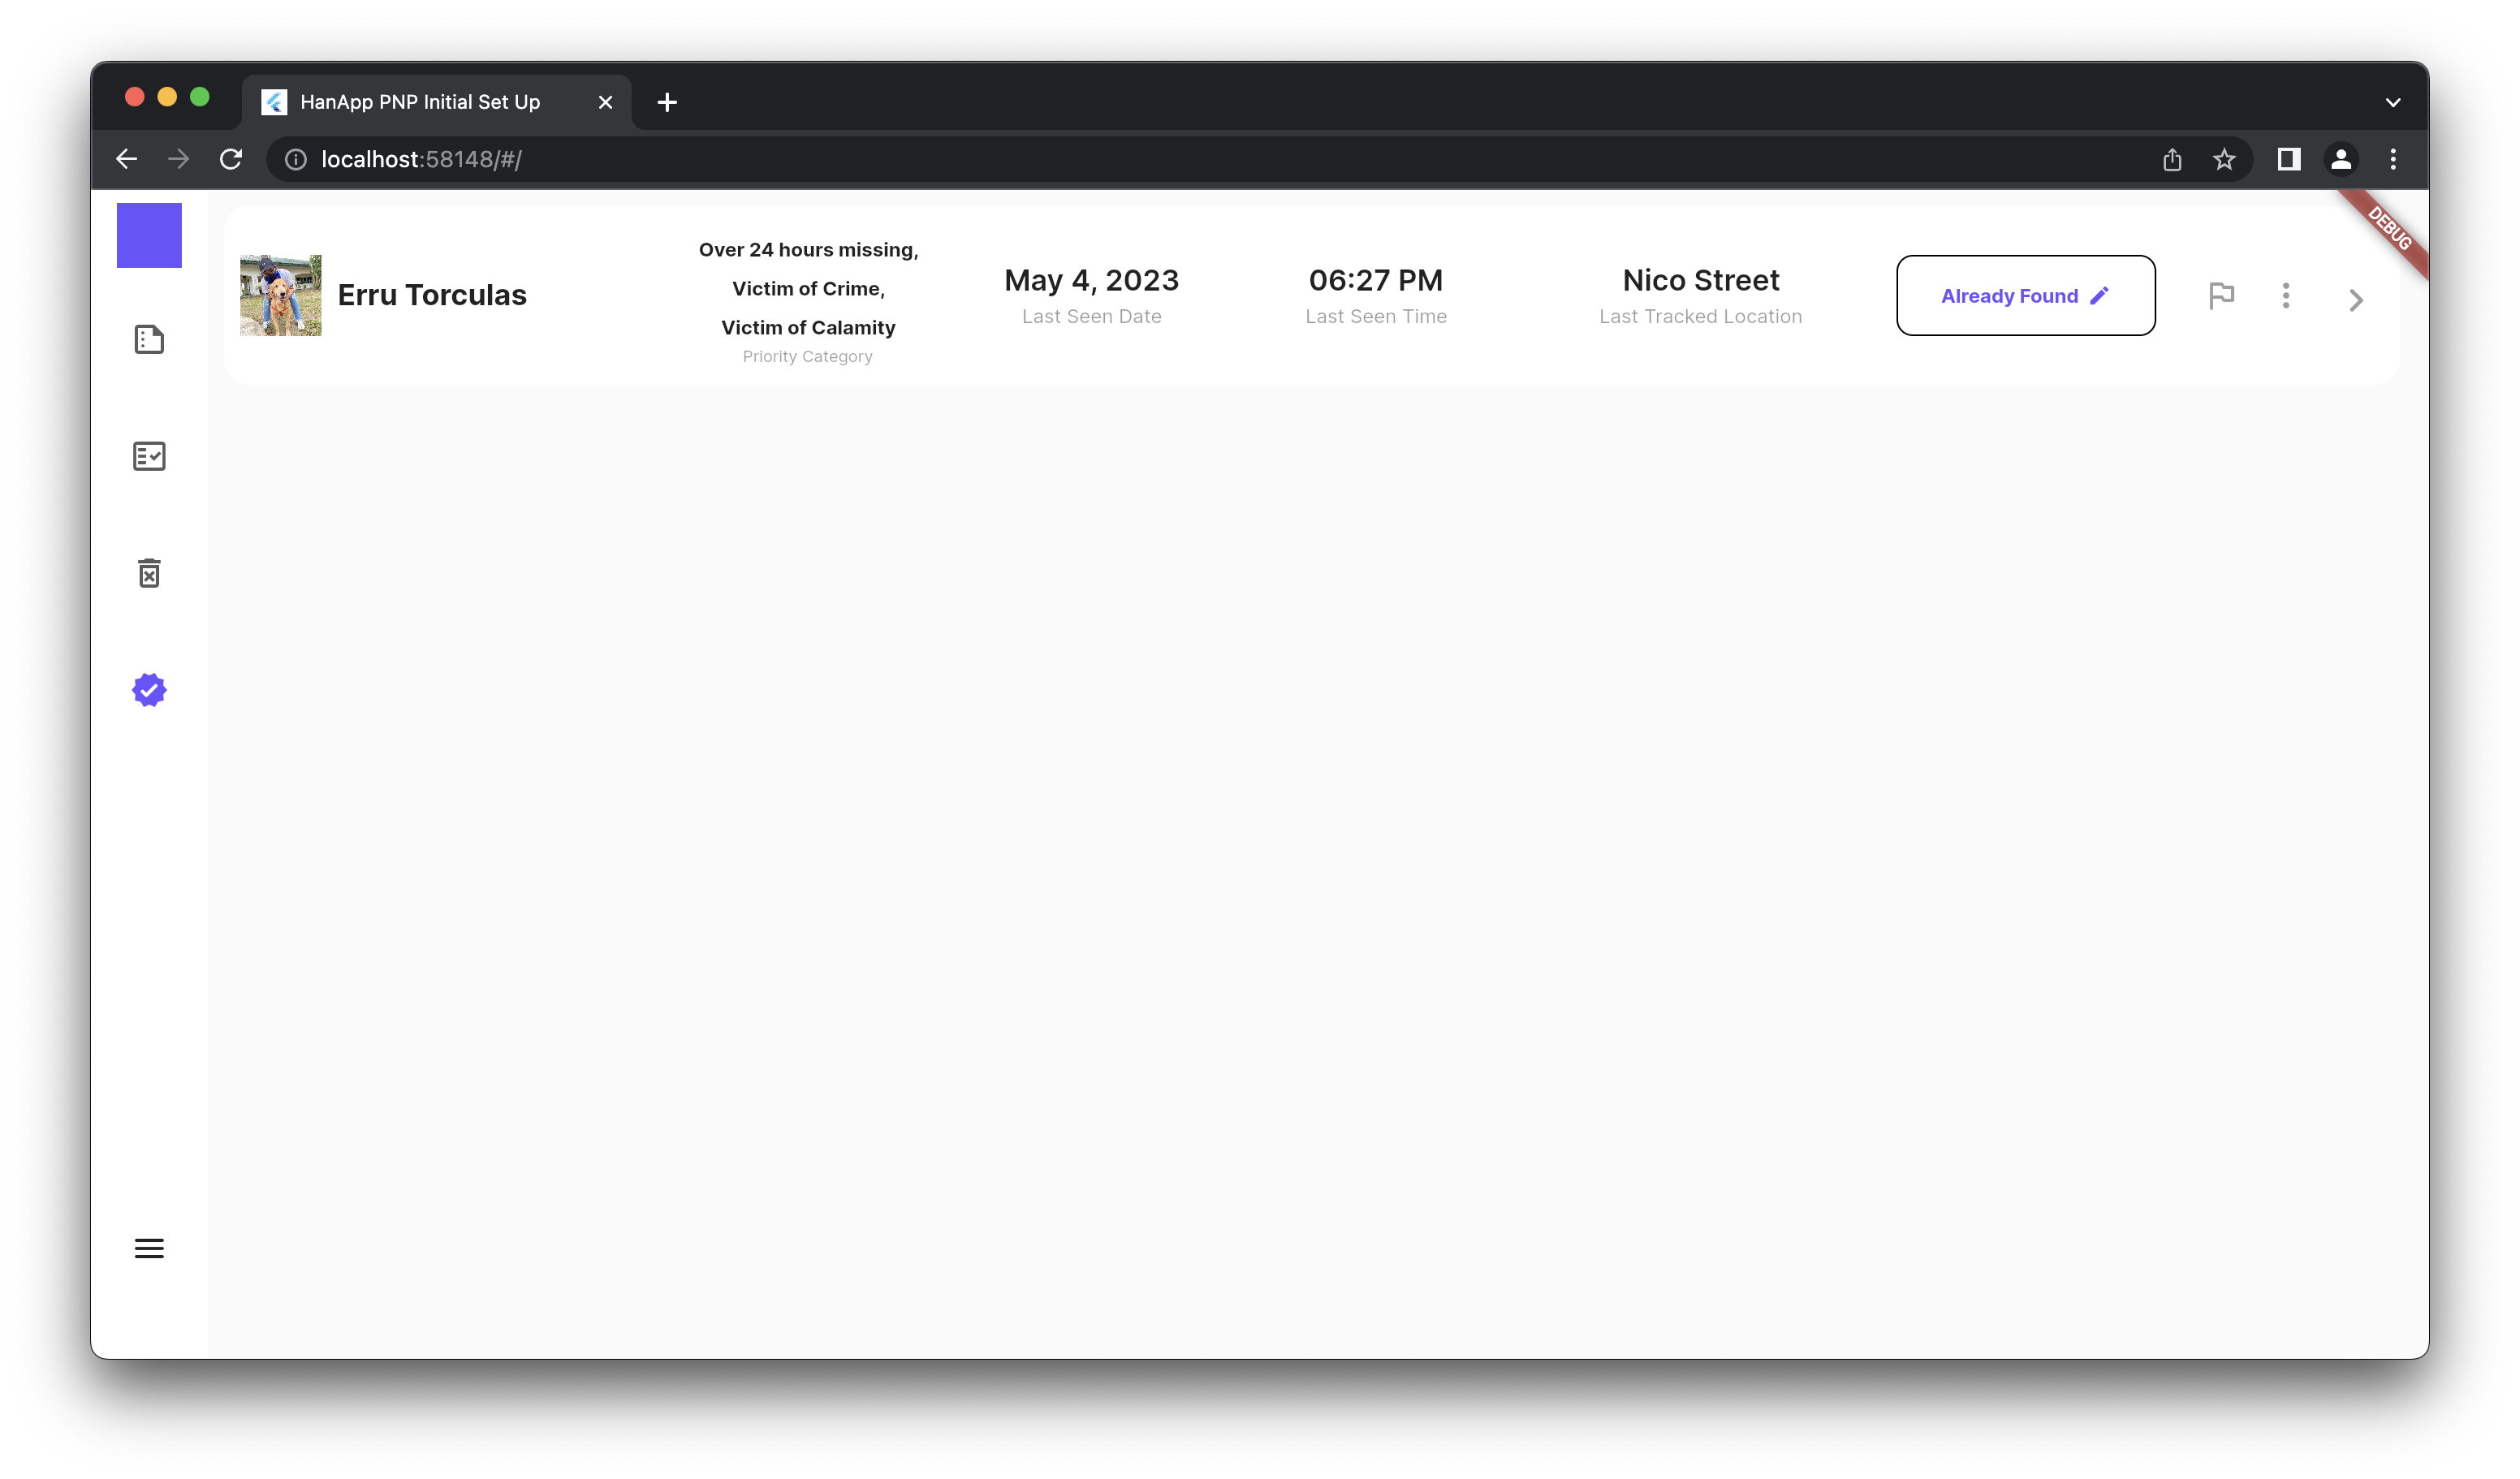 HanApp PNP Initial Set Up
localhost:58148/#/
DEBUG
Erru Torculas
Over 24 hours missing,
Victim of Crime,
Victim of Calamity
Priority Category
May 4, 2023
Last Seen Date
06:27 PM
Last Seen Time
Nico Street
Last Tracked Location
Already Found